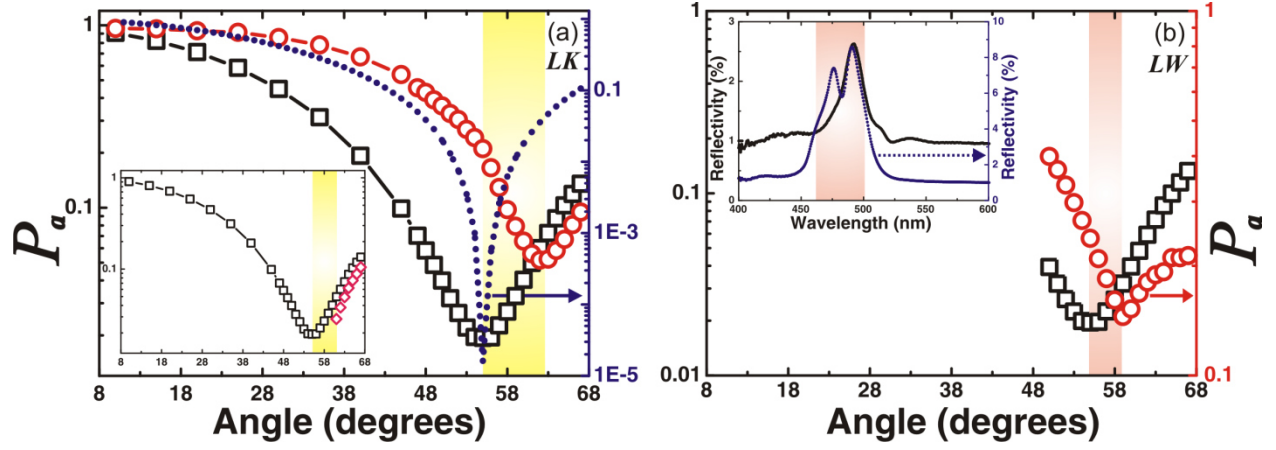 (a)
LK
1
0.1
P_a
0.1
1E-3
1E-5
1
0.1
8 18 28 38 48 58 68
8 18 28 38 48 58 68
Angle (degrees)
(b)
LW
1
0.1
0.01
P_a
1
0.1
3
2
1
0
Reflectivity (%)
10
8
6
4
2
0
Reflectivity (%)
400 450 500 550 600
Wavelength (nm)
8 18 28 38 48 58 68
Angle (degrees)